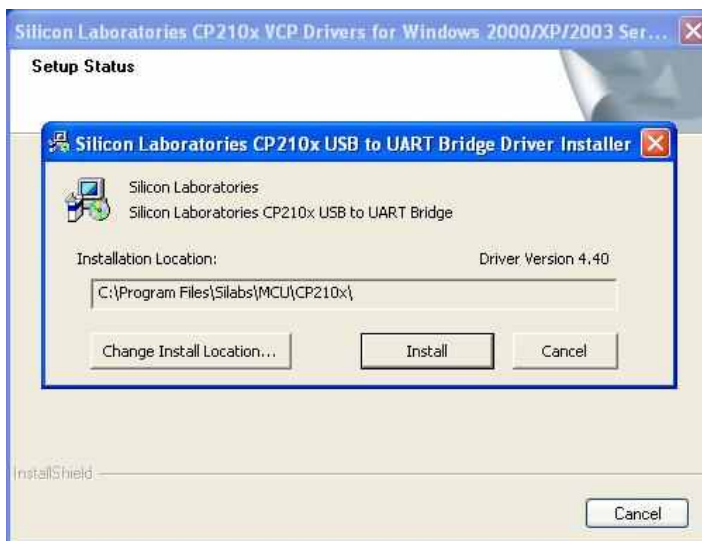 Silicon Laboratories CP210x VCP Drivers for Windows 2000/XP/2003 Ser...
Setup Status
Silicon Laboratories CP210x USB to UART Bridge Driver Installer
Silicon Laboratories
Silicon Laboratories CP210x USB to UART Bridge
Installation Location: Driver Version 4.40
C:\Program Files\Silabs\MCU\CP210x\
Change Install Location... Install Cancel
InstallShield
Cancel